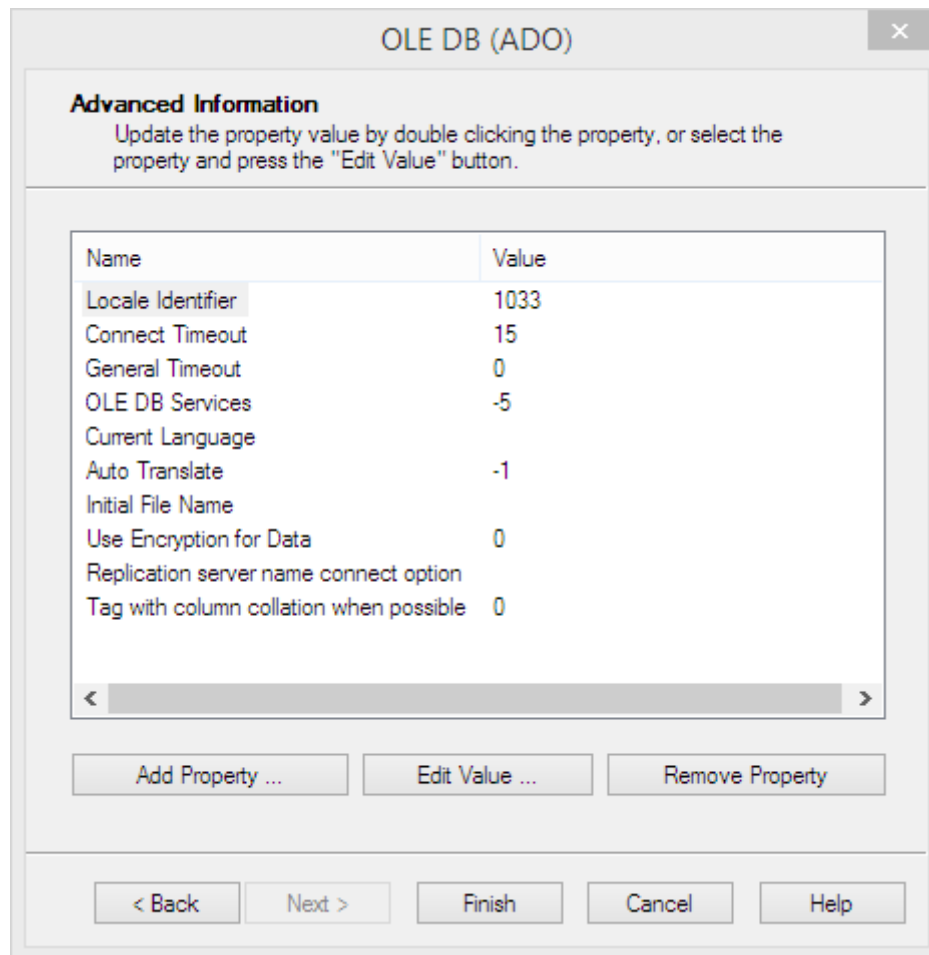 OLE DB (ADO)
Advanced Information
Update the property value by double clicking the property, or select the
property and press the "Edit Value" button.
Name Value
Locale Identifier 1033
Connect Timeout 15
General Timeout 0
OLE DB Services -5
Current Language
Auto Translate -1
Initial File Name
Use Encryption for Data 0
Replication server name connect option
Tag with column collation when possible 0
Add Property ... Edit Value ... Remove Property
< Back Next > Finish Cancel Help